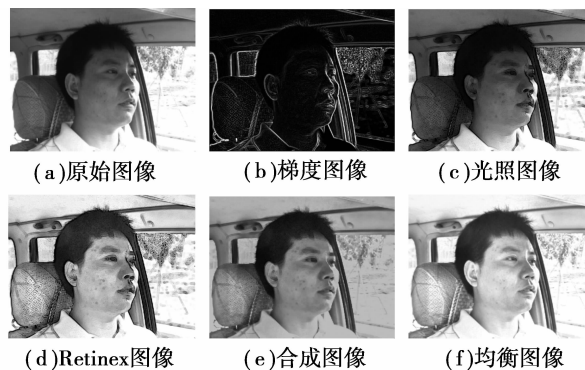 (a)原始图像
(b)梯度图像
(c)光照图像
(d)Retinex图像
(e)合成图像
(f)均衡图像